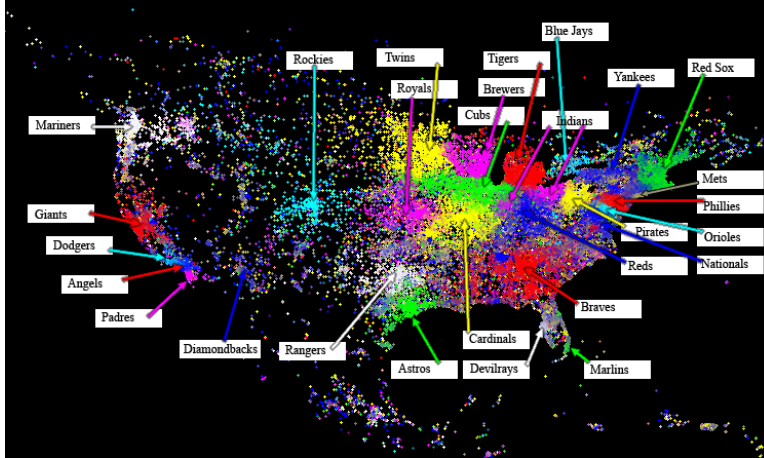 Blue Jays
Rockies
Twins
Tigers
Red Sox
Yankees
Royals
Brewers
Cubs
Indians
Mariners
Mets
Giants
Phillies
Pirates
Orioles
Dodgers
Reds
Nationals
Angels
Padres
Braves
Diamondbacks
Rangers
Cardinals
Astros
Devilrays
Marlins